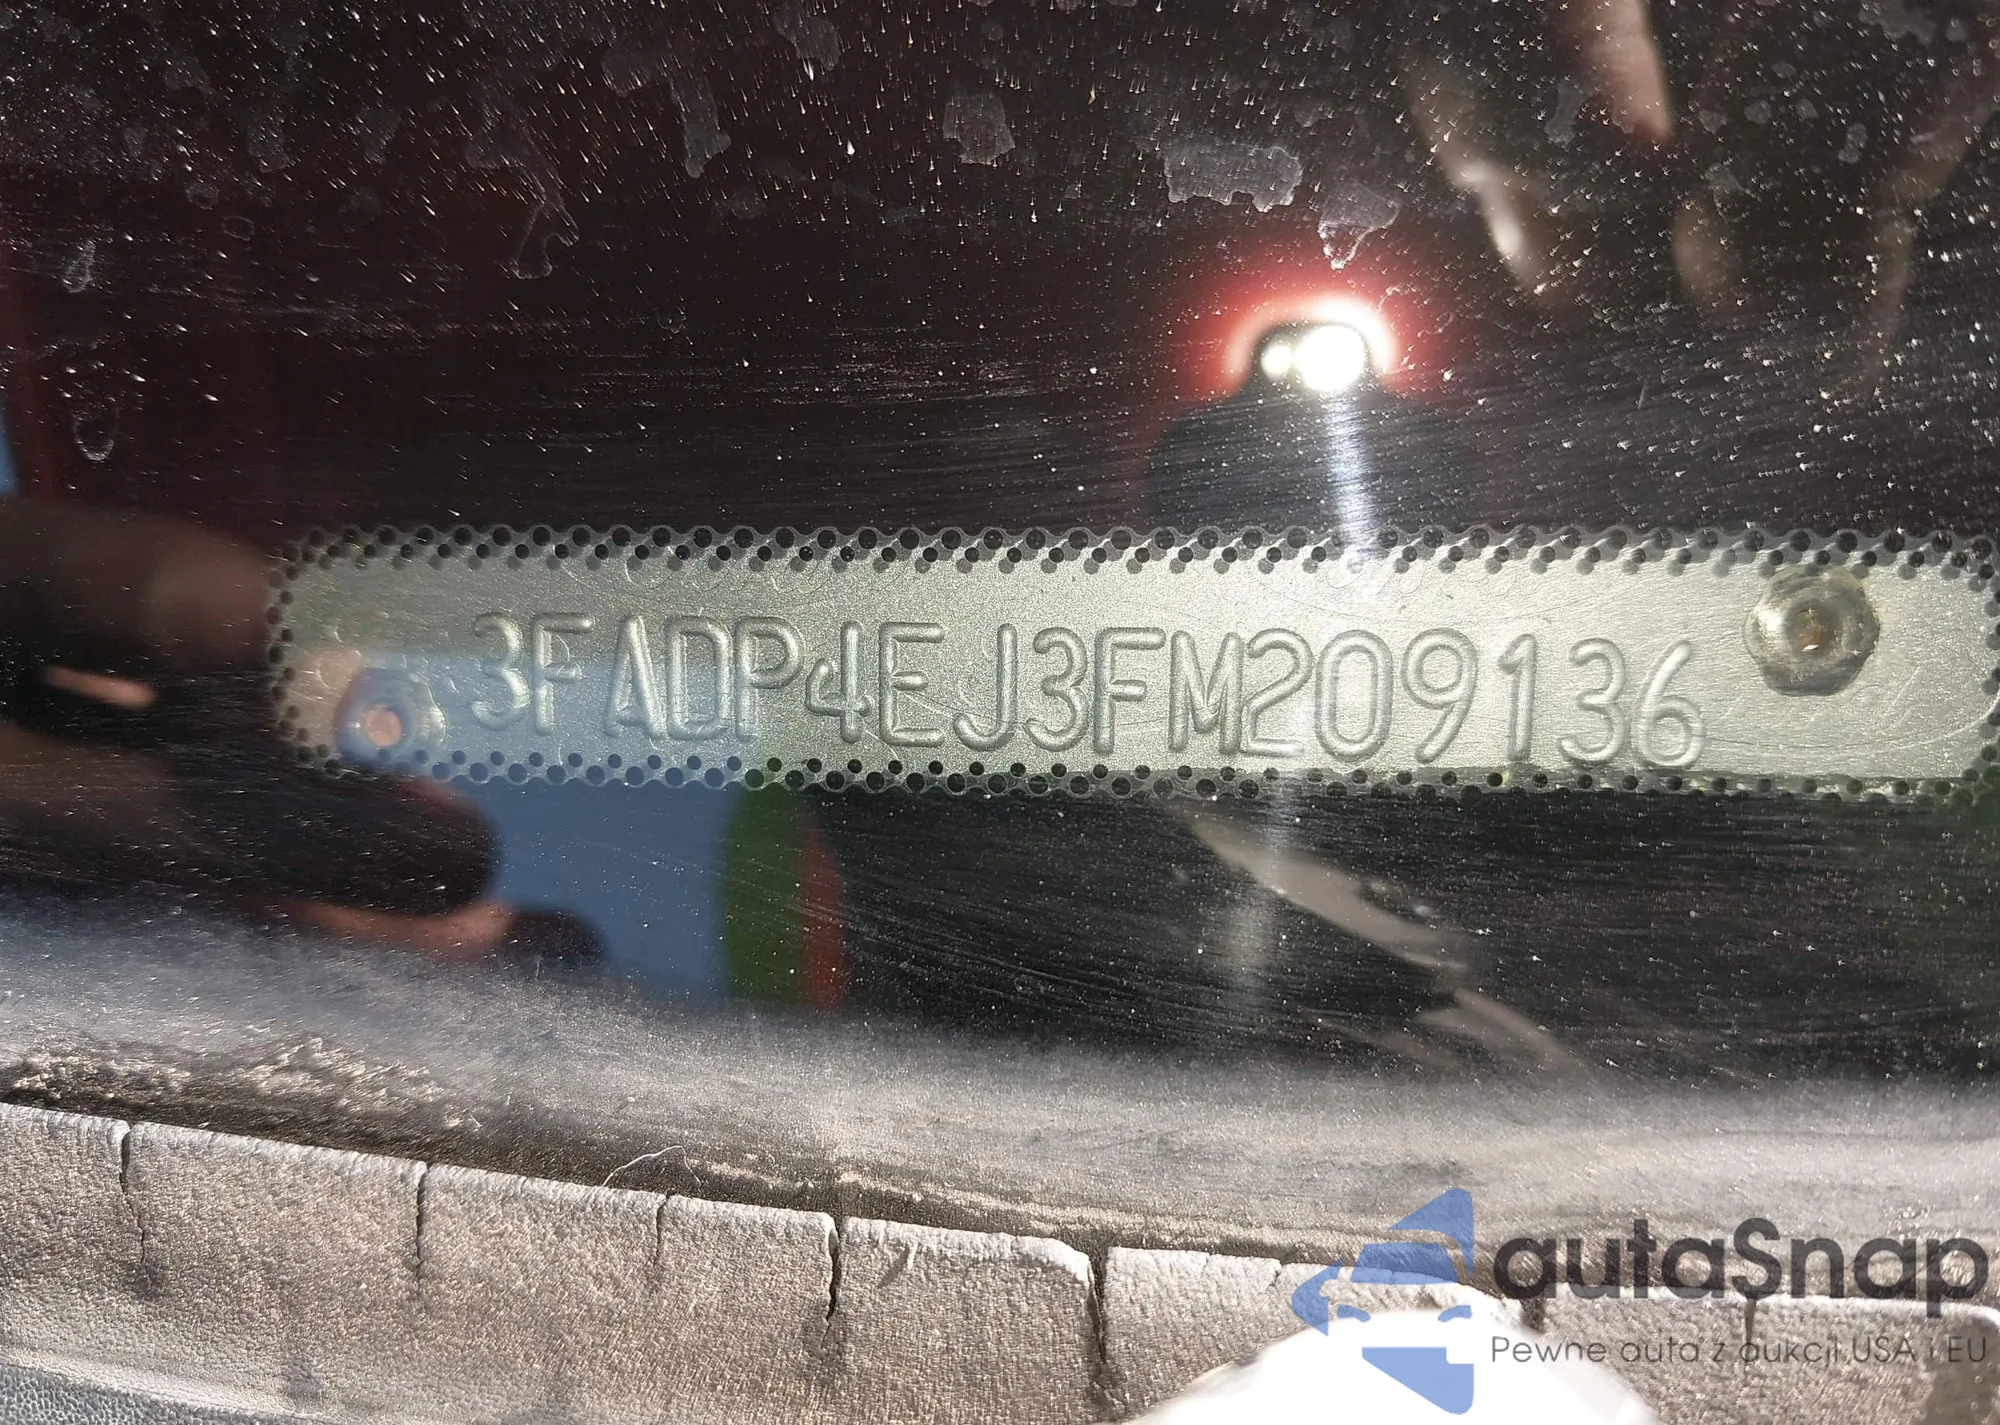 3FADP4EJ3FM209136
autaSnap
Pewne auta z aukcji USA i EU